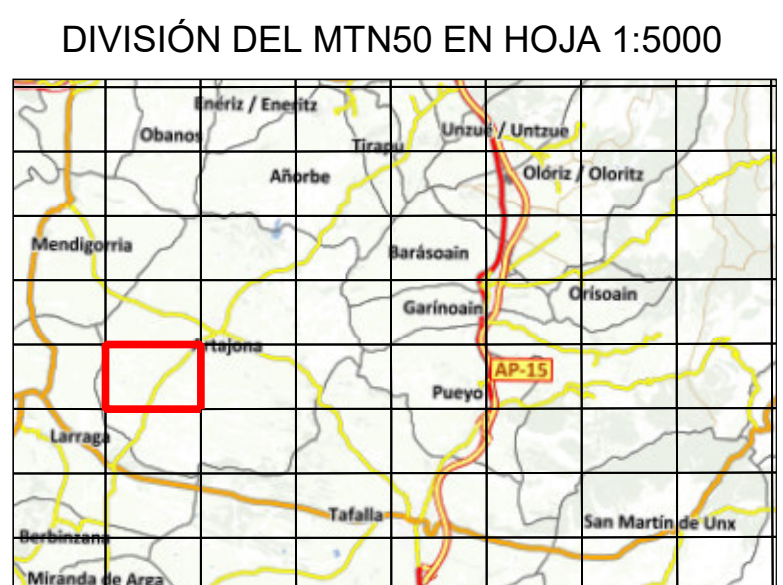 DIVISIÓN DEL MTN50 EN HOJA 1:5000
Enériz / Eneritz
Obanos
Unzué / Untzue
Tirapu
Añorbe
Olóriz / Oloritz
Mendigorria
Barásoain
Orísoain
Garínoain
Artajona
AP-15
Pueyo
Larraga
Tafalla
San Martín de Unx
Berbinzana
Miranda de Arga